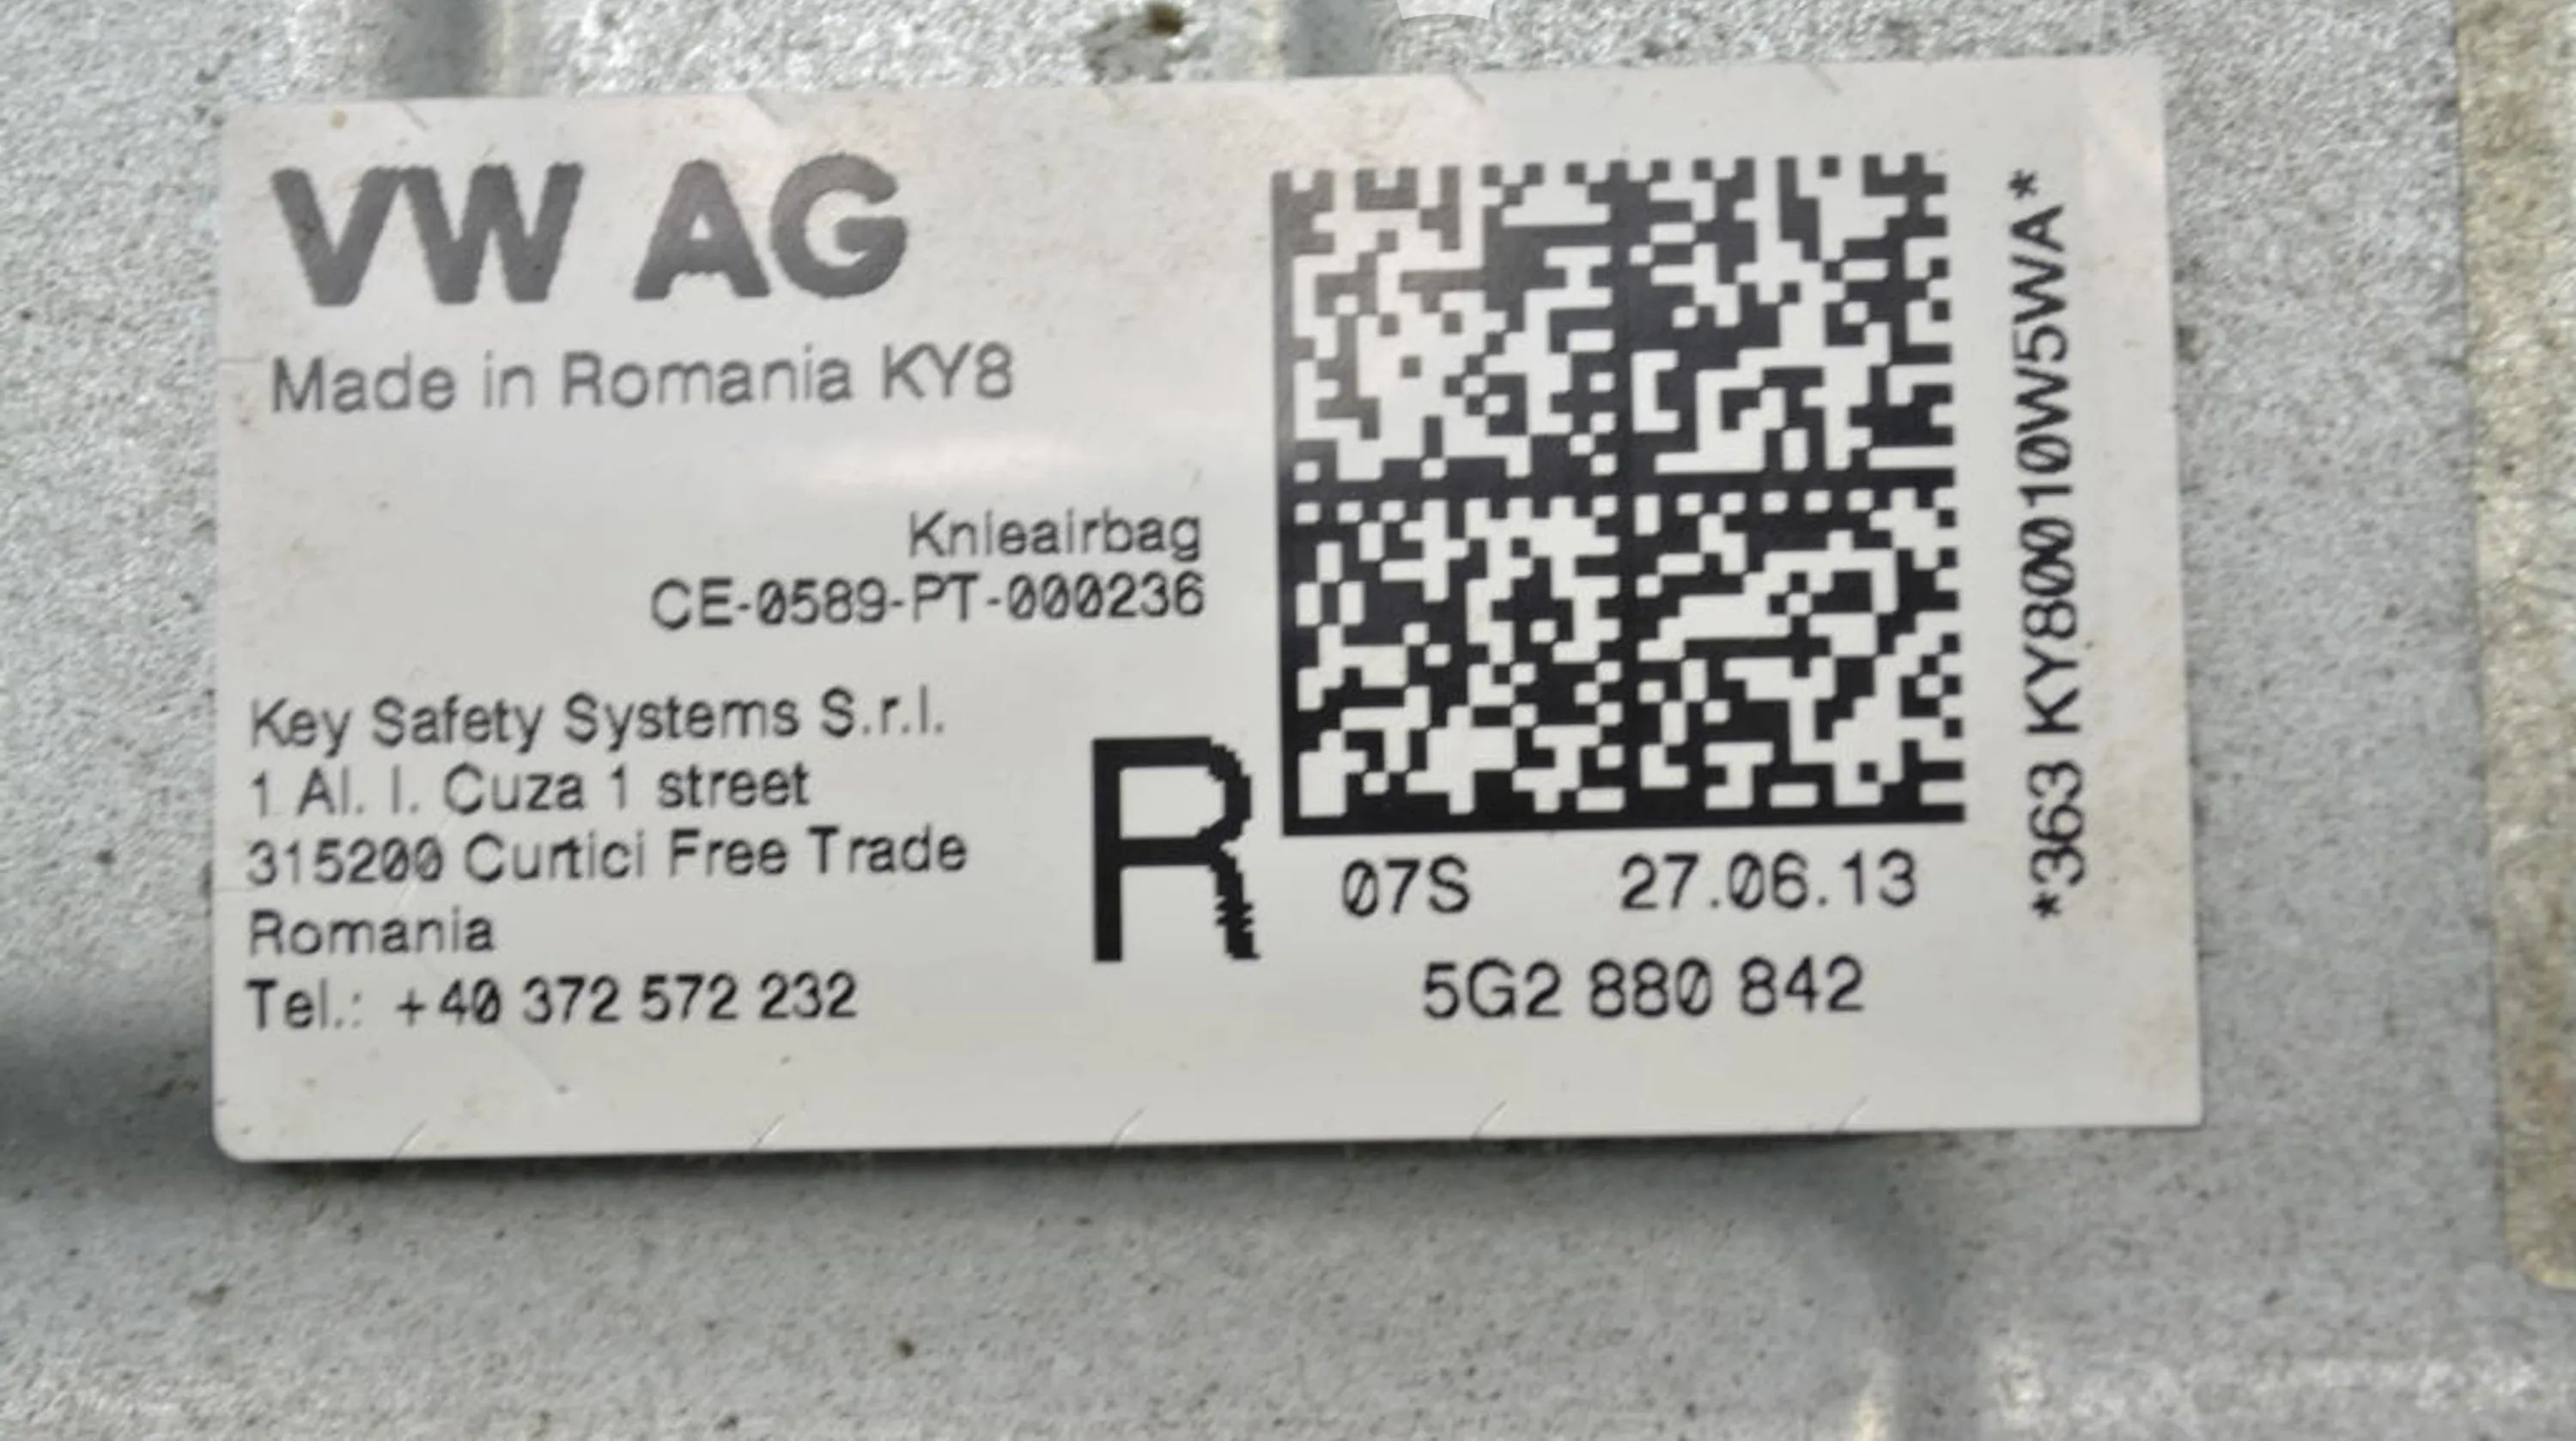 VW AG
Made in Romania KY8
Knieairbag
CE-0589-PT-000236
Key Safety Systems S.r.l.
1 Al. I. Cuza 1 street
315200 Curtici Free Trade
Romania
Tel.: +40 372 572 232
R
07S 27.06.13
5G2 880 842
*363 KY80010W5WA*